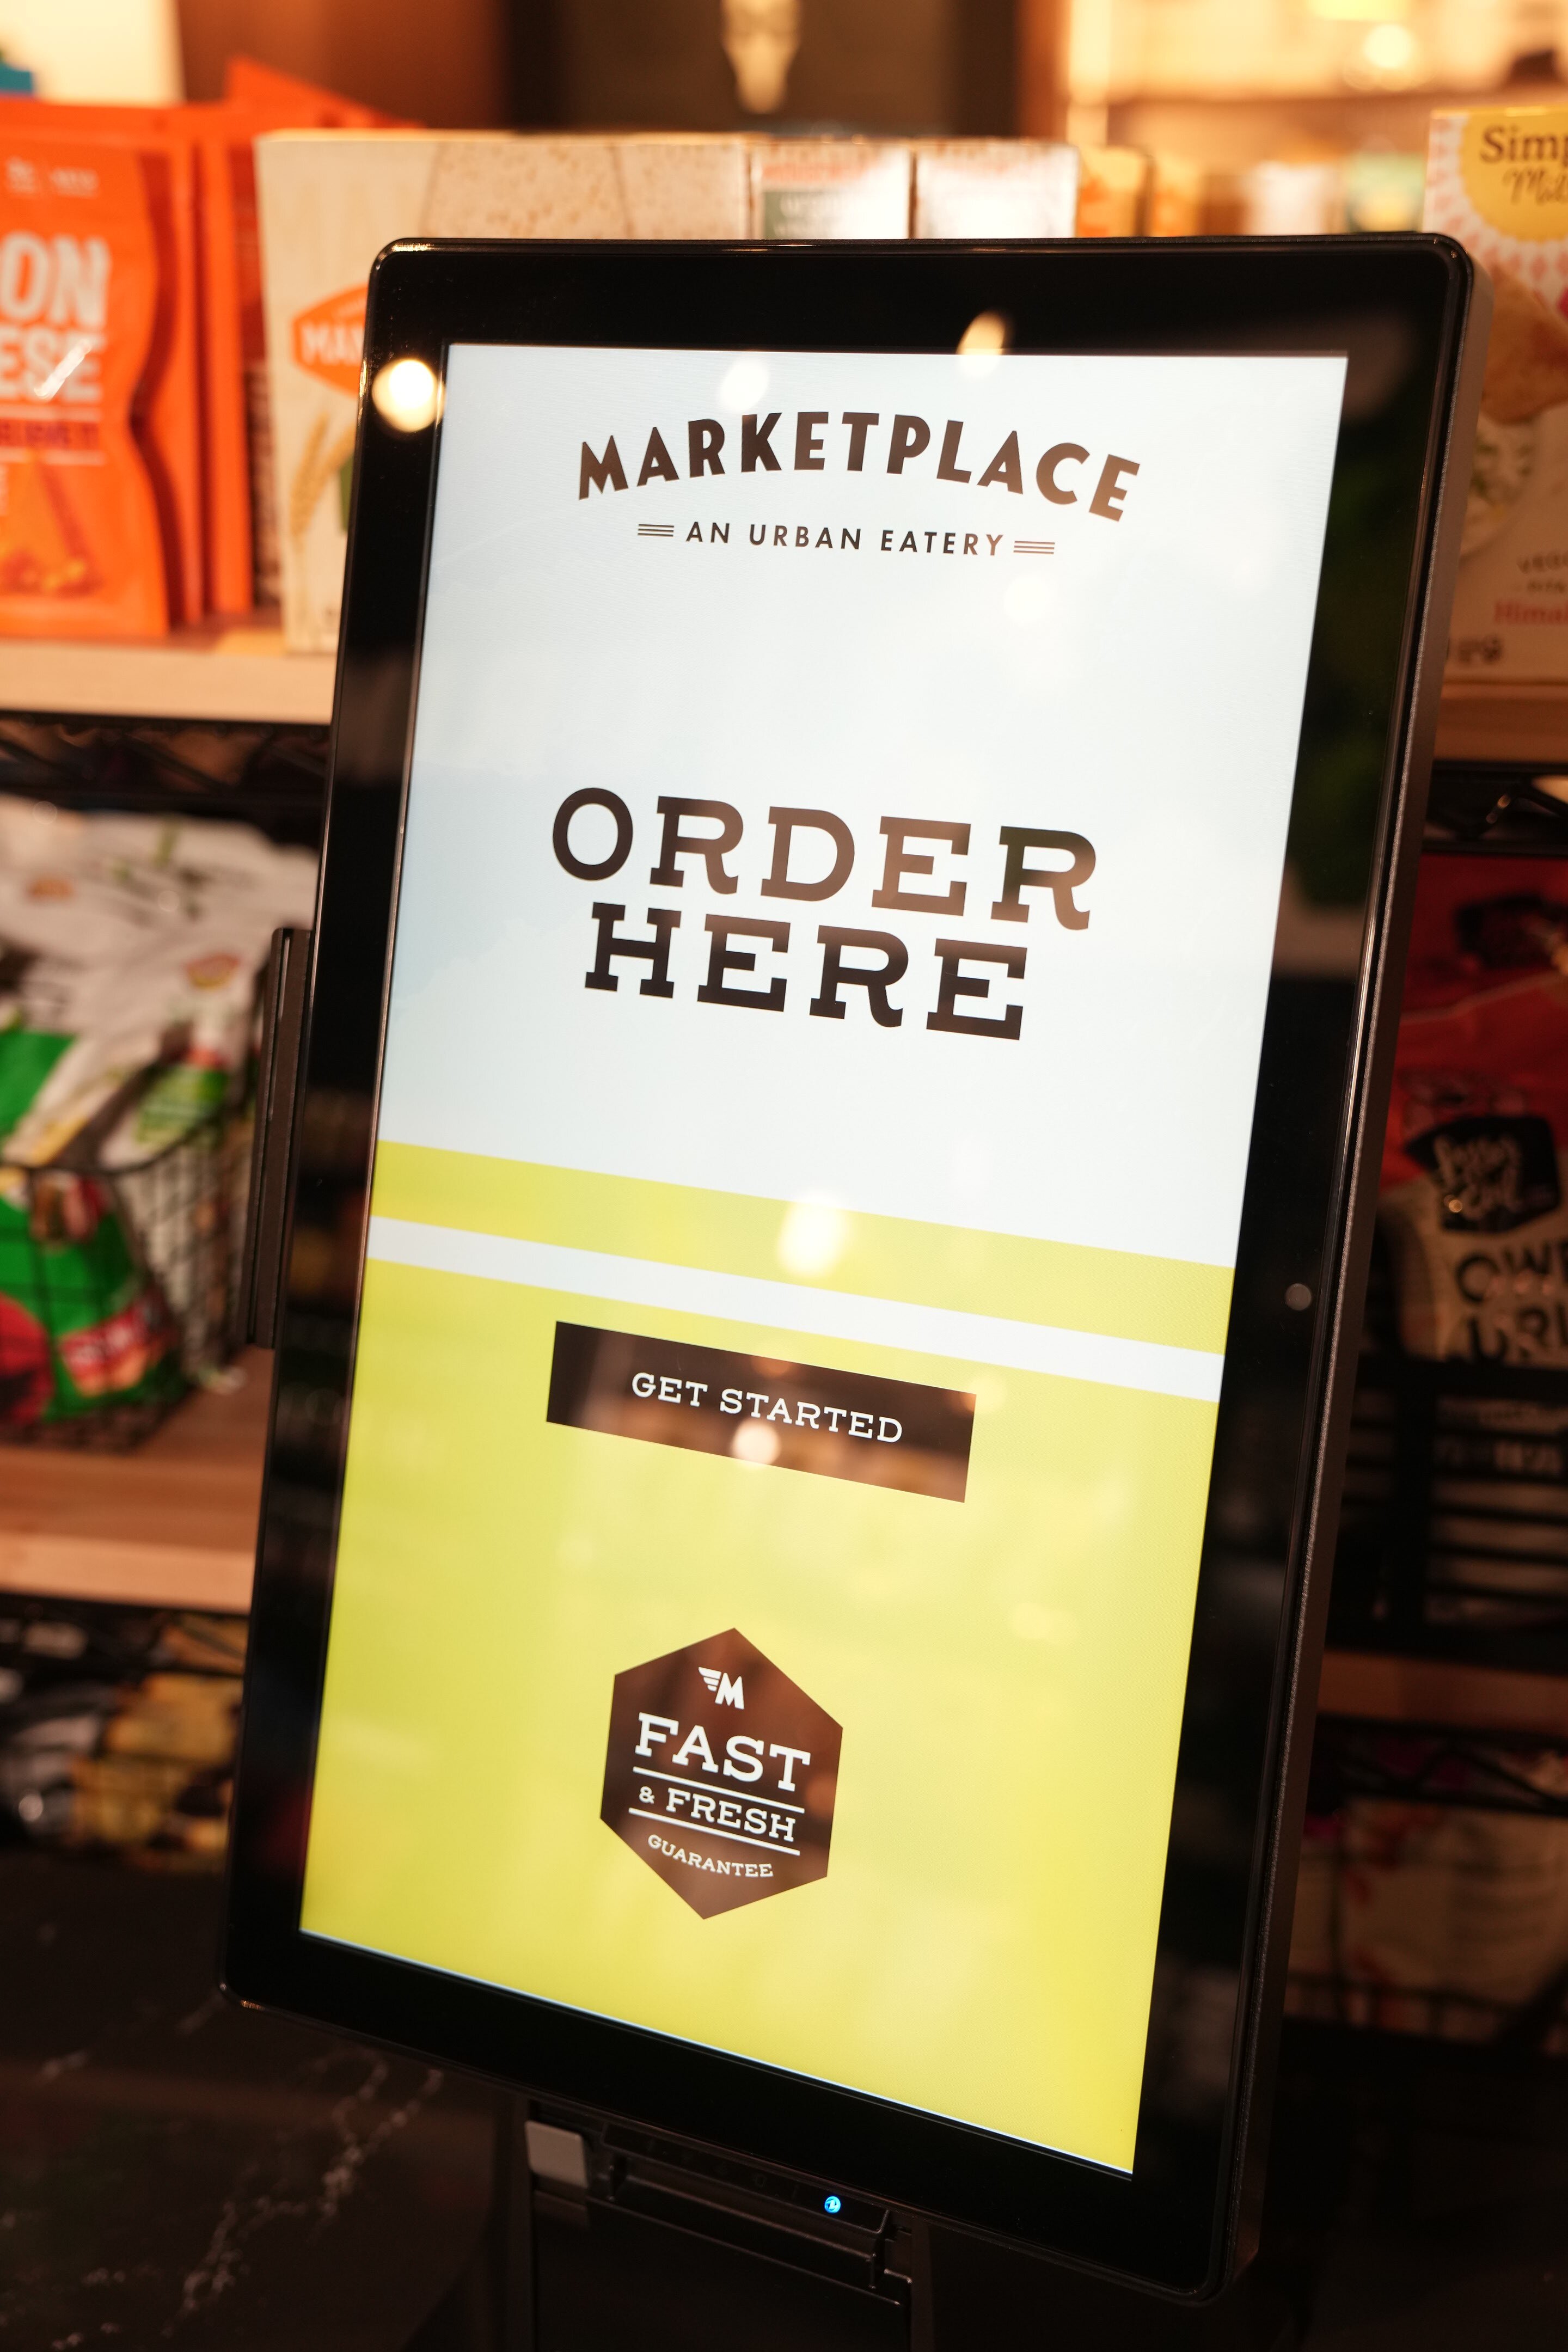 MARKETPLACE
AN URBAN EATERY
ORDER
HERE
GET STARTED
M
FAST
& FRESH
GUARANTEE